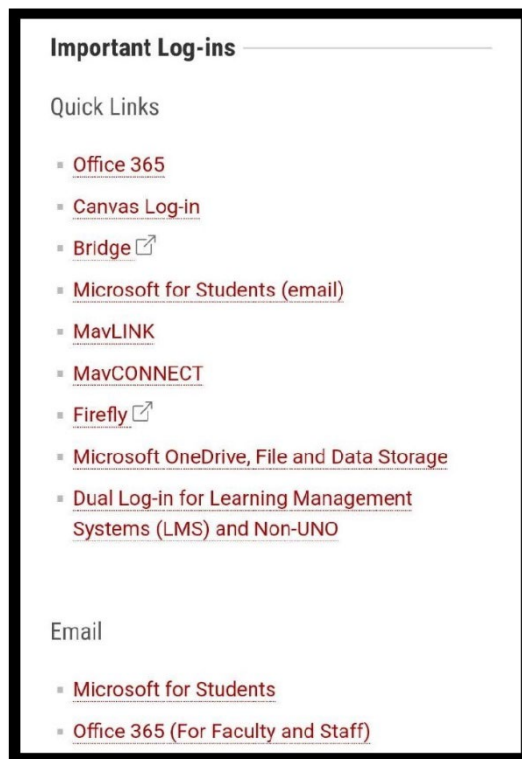 Important Log-ins
Quick Links
Office 365
Canvas Log-in
Bridge
Microsoft for Students (email)
MavLINK
MavCONNECT
Firefly
Microsoft OneDrive, File and Data Storage
Dual Log-in for Learning Management
Systems (LMS) and Non-UNO
Email
Microsoft for Students
Office 365 (For Faculty and Staff)